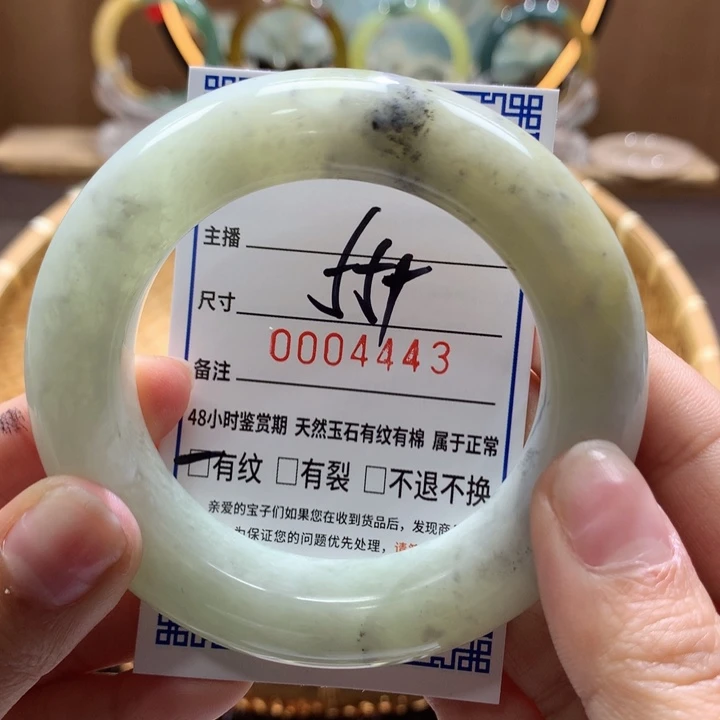 主播
尺寸
0004443
备注
48小时鉴赏期 天然玉石有纹有棉 属于正常
□有纹 □有裂 □不退不换
亲爱的宝子们如果您在收到货品后，发现商
为保证您的问题优先处理，请